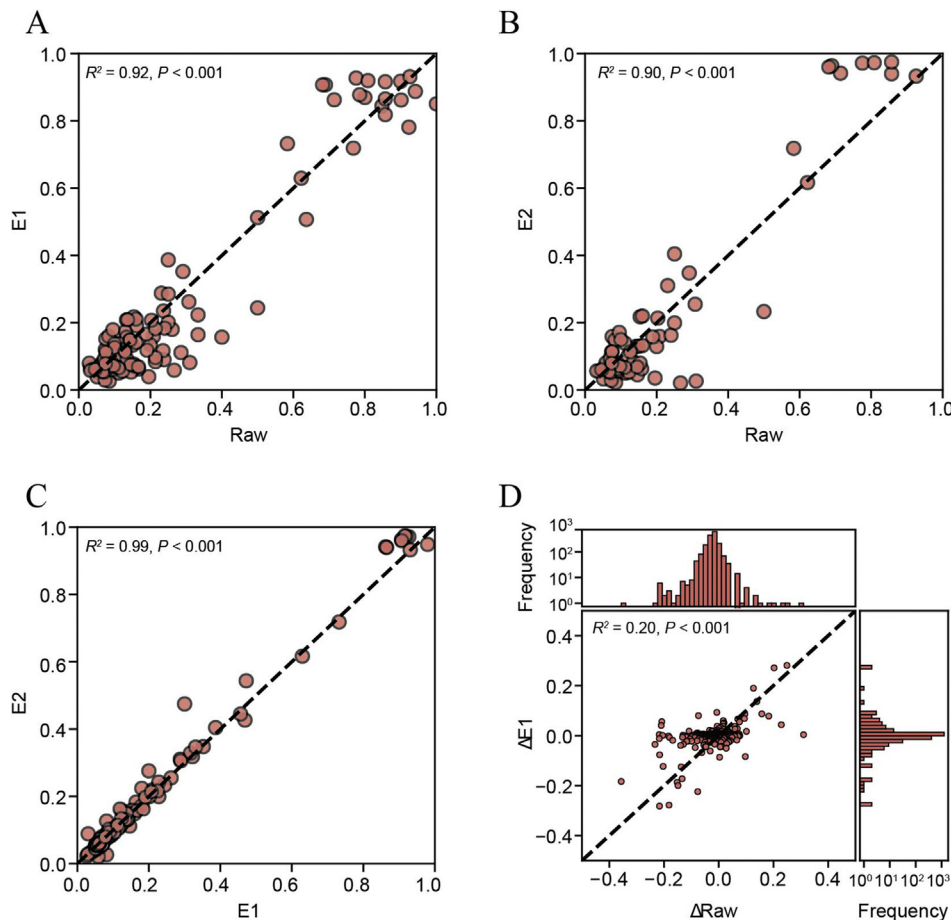 A
B
R² = 0.92, P < 0.001
R² = 0.90, P < 0.001
1.0
0.8
0.6
0.4
0.2
0.0
E1
0.0 0.2 0.4 0.6 0.8 1.0
Raw
1.0
0.8
0.6
0.4
0.2
0.0
E2
0.0 0.2 0.4 0.6 0.8 1.0
Raw
C
D
R² = 0.99, P < 0.001
1.0
0.8
0.6
0.4
0.2
0.0
E2
0.0 0.2 0.4 0.6 0.8 1.0
E1
Frequency
10³
10²
10¹
10⁰
R² = 0.20, P < 0.001
0.4
0.2
0.0
−0.2
−0.4
ΔE1
−0.4 −0.2 0.0 0.2 0.4
ΔRaw
10⁰ 10¹ 10² 10³
Frequency